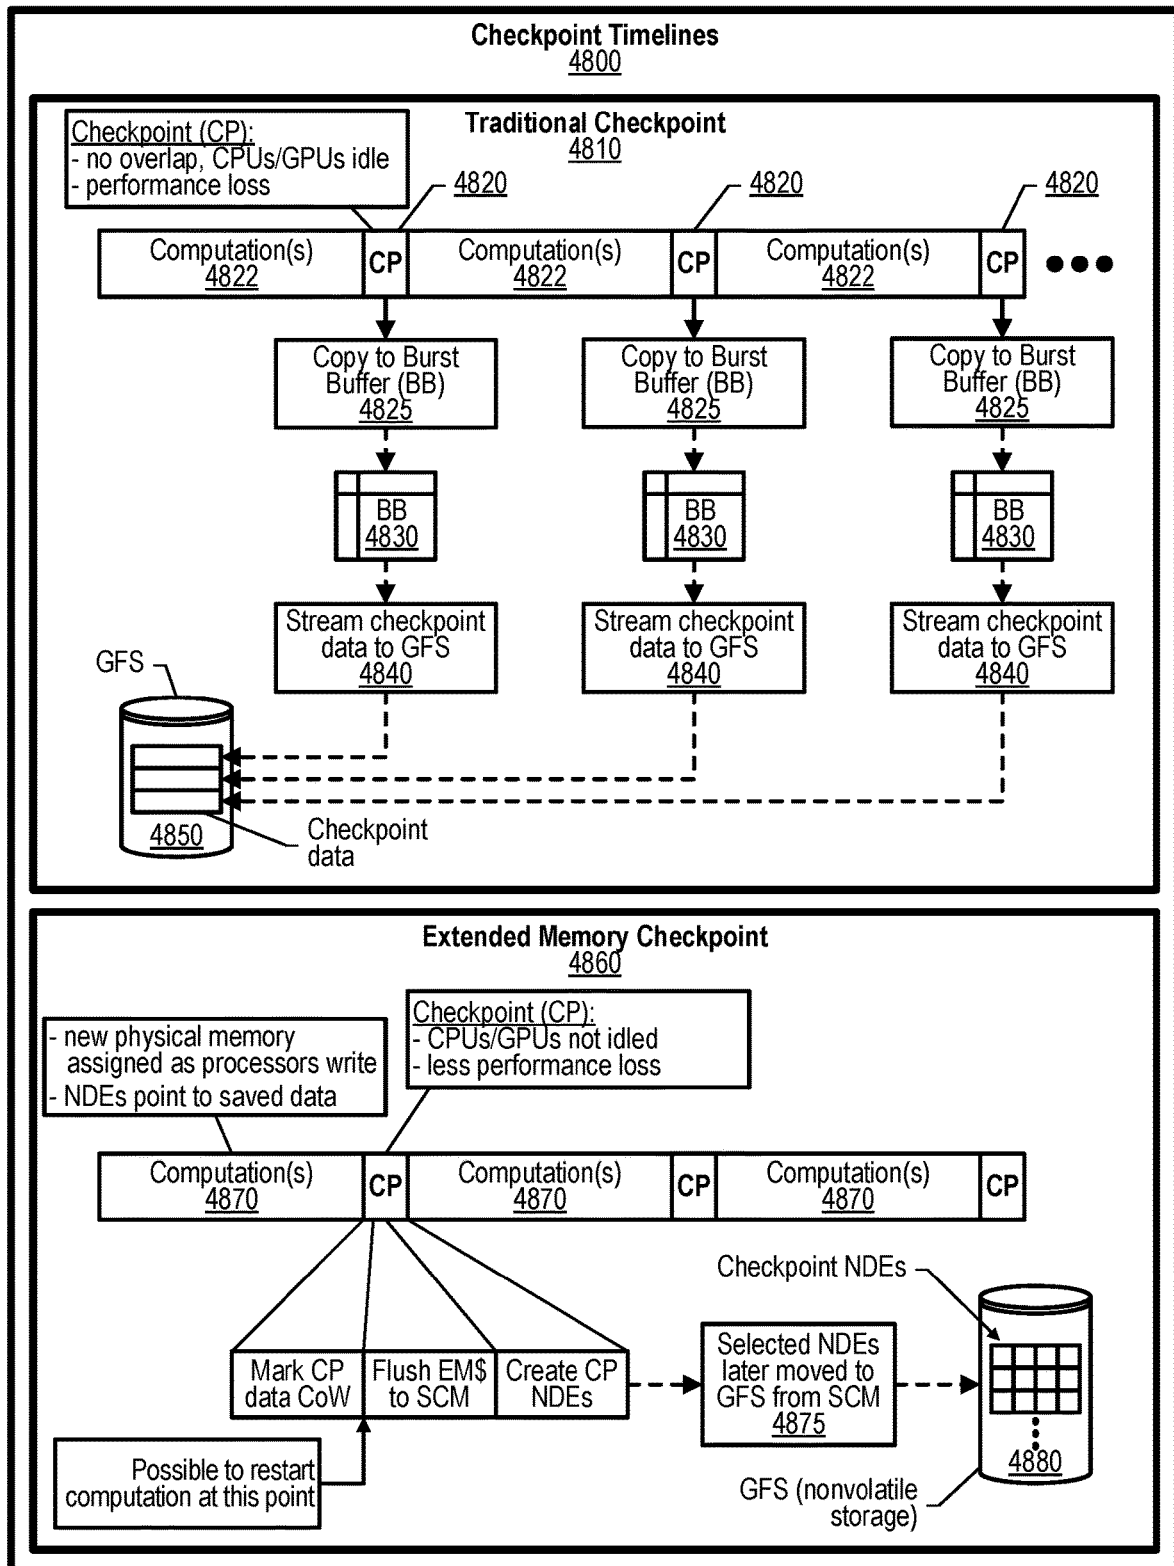 Checkpoint Timelines
4800
Traditional Checkpoint
4810
Checkpoint (CP):
- no overlap, CPUs/GPUs idle
- performance loss
4820
4820
4820
Computation(s)
4822
CP
Computation(s)
4822
CP
Computation(s)
4822
CP
Copy to Burst
Buffer (BB)
4825
Copy to Burst
Buffer (BB)
4825
Copy to Burst
Buffer (BB)
4825
BB
4830
BB
4830
BB
4830
Stream checkpoint
data to GFS
4840
Stream checkpoint
data to GFS
4840
Stream checkpoint
data to GFS
4840
GFS
4850
Checkpoint
data
Extended Memory Checkpoint
4860
- new physical memory
assigned as processors write
- NDEs point to saved data
Checkpoint (CP):
- CPUs/GPUs not idled
- less performance loss
Computation(s)
4870
CP
Computation(s)
4870
CP
Computation(s)
4870
CP
Mark CP
data CoW
Flush EM$
to SCM
Create CP
NDEs
Possible to restart
computation at this point
Selected NDEs
later moved to
GFS from SCM
4875
Checkpoint NDEs
4880
GFS (nonvolatile
storage)